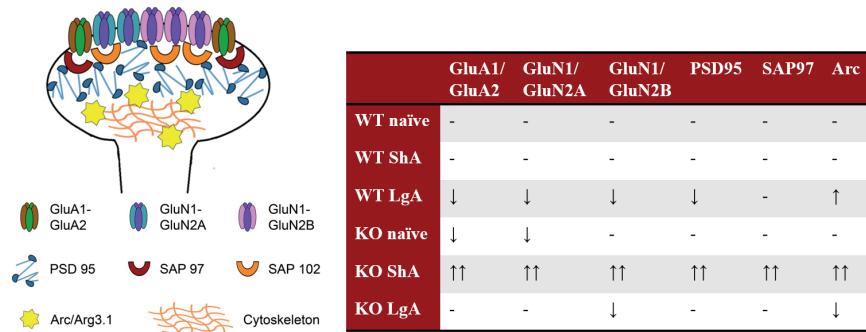 GluA1-
GluA2
GluN1-
GluN2A
GluN1-
GluN2B
PSD 95
SAP 97
SAP 102
Arc/Arg3.1
Cytoskeleton
GluA1/
GluA2
GluN1/
GluN2A
GluN1/
GluN2B
PSD95
SAP97
Arc
WT naïve - - - - - -
WT ShA - - - - - -
WT LgA ↓ ↓ ↓ ↓ - ↑
KO naïve ↓ ↓ - - - -
KO ShA ↑↑ ↑↑ ↑↑ ↑↑ ↑↑ ↑↑
KO LgA - - ↓ - - ↓